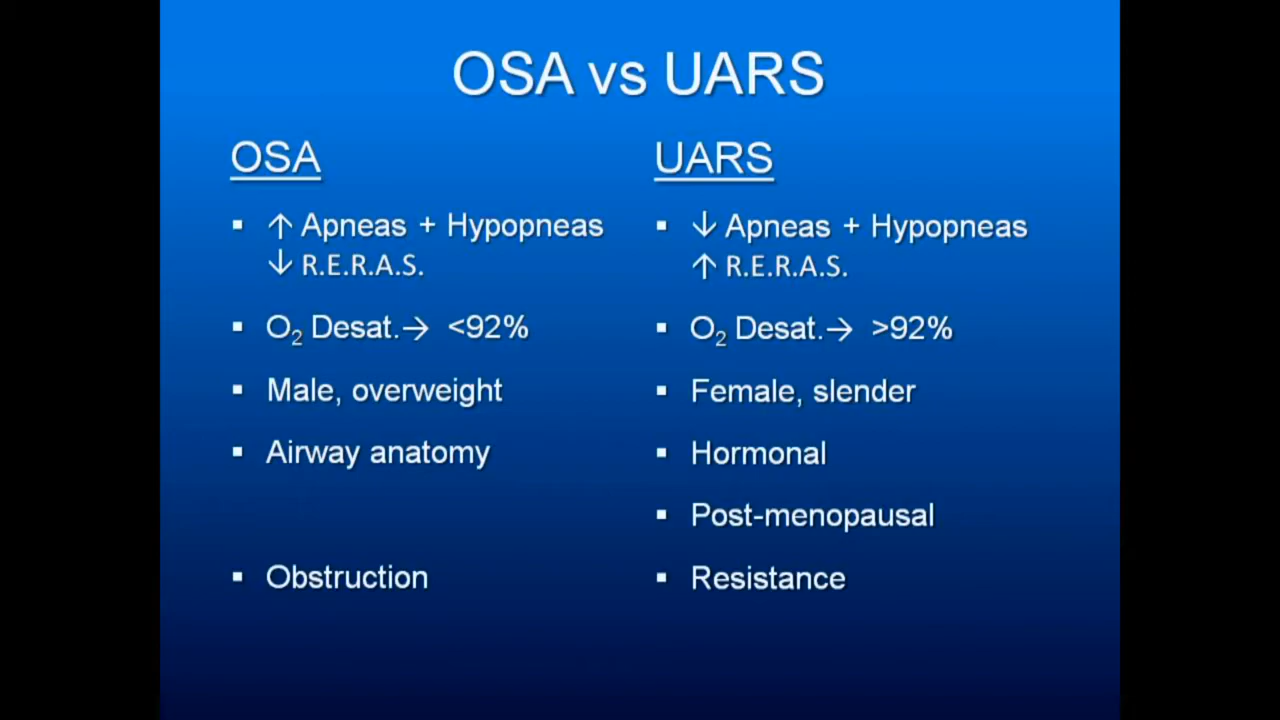 OSA vs UARS
OSA
▪ ↑ Apneas + Hypopneas
↓ R.E.R.A.S.
▪ O₂ Desat.→ <92%
▪ Male, overweight
▪ Airway anatomy
▪ Obstruction
UARS
▪ ↓ Apneas + Hypopneas
↑ R.E.R.A.S.
▪ O₂ Desat.→ >92%
▪ Female, slender
▪ Hormonal
▪ Post-menopausal
▪ Resistance